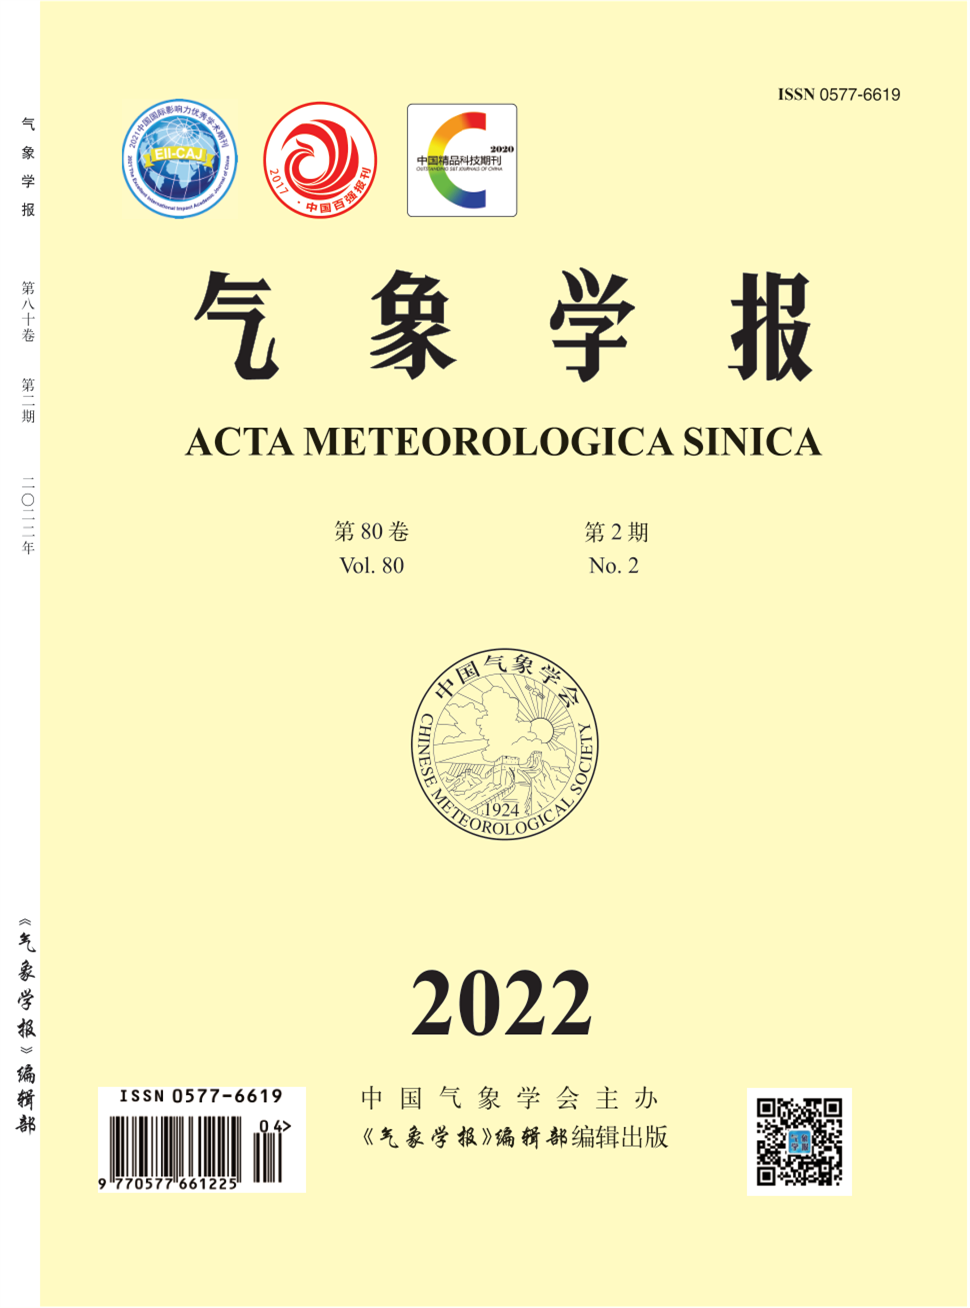 ISSN 0577-6619
2021中国国际影响力优秀学术期刊
EII-CAJ
2021 The Excellent International Impact Academic Journal of China
2017·中国百强报刊
2020
中国精品科技期刊
OUTSTANDING S&T JOURNALS OF CHINA
气象学报
第八十卷
第二期
二〇二二年
气象学报
ACTA METEOROLOGICA SINICA
第 80 卷
第 2 期
Vol. 80
No. 2
中国气象学会
CHINESE METEOROLOGICAL SOCIETY
1924
2022
《气象学报》编辑部
中国气象学会主办
《气象学报》编辑部编辑出版
ISSN 0577-6619
04>
9 770577 661225
气象学报